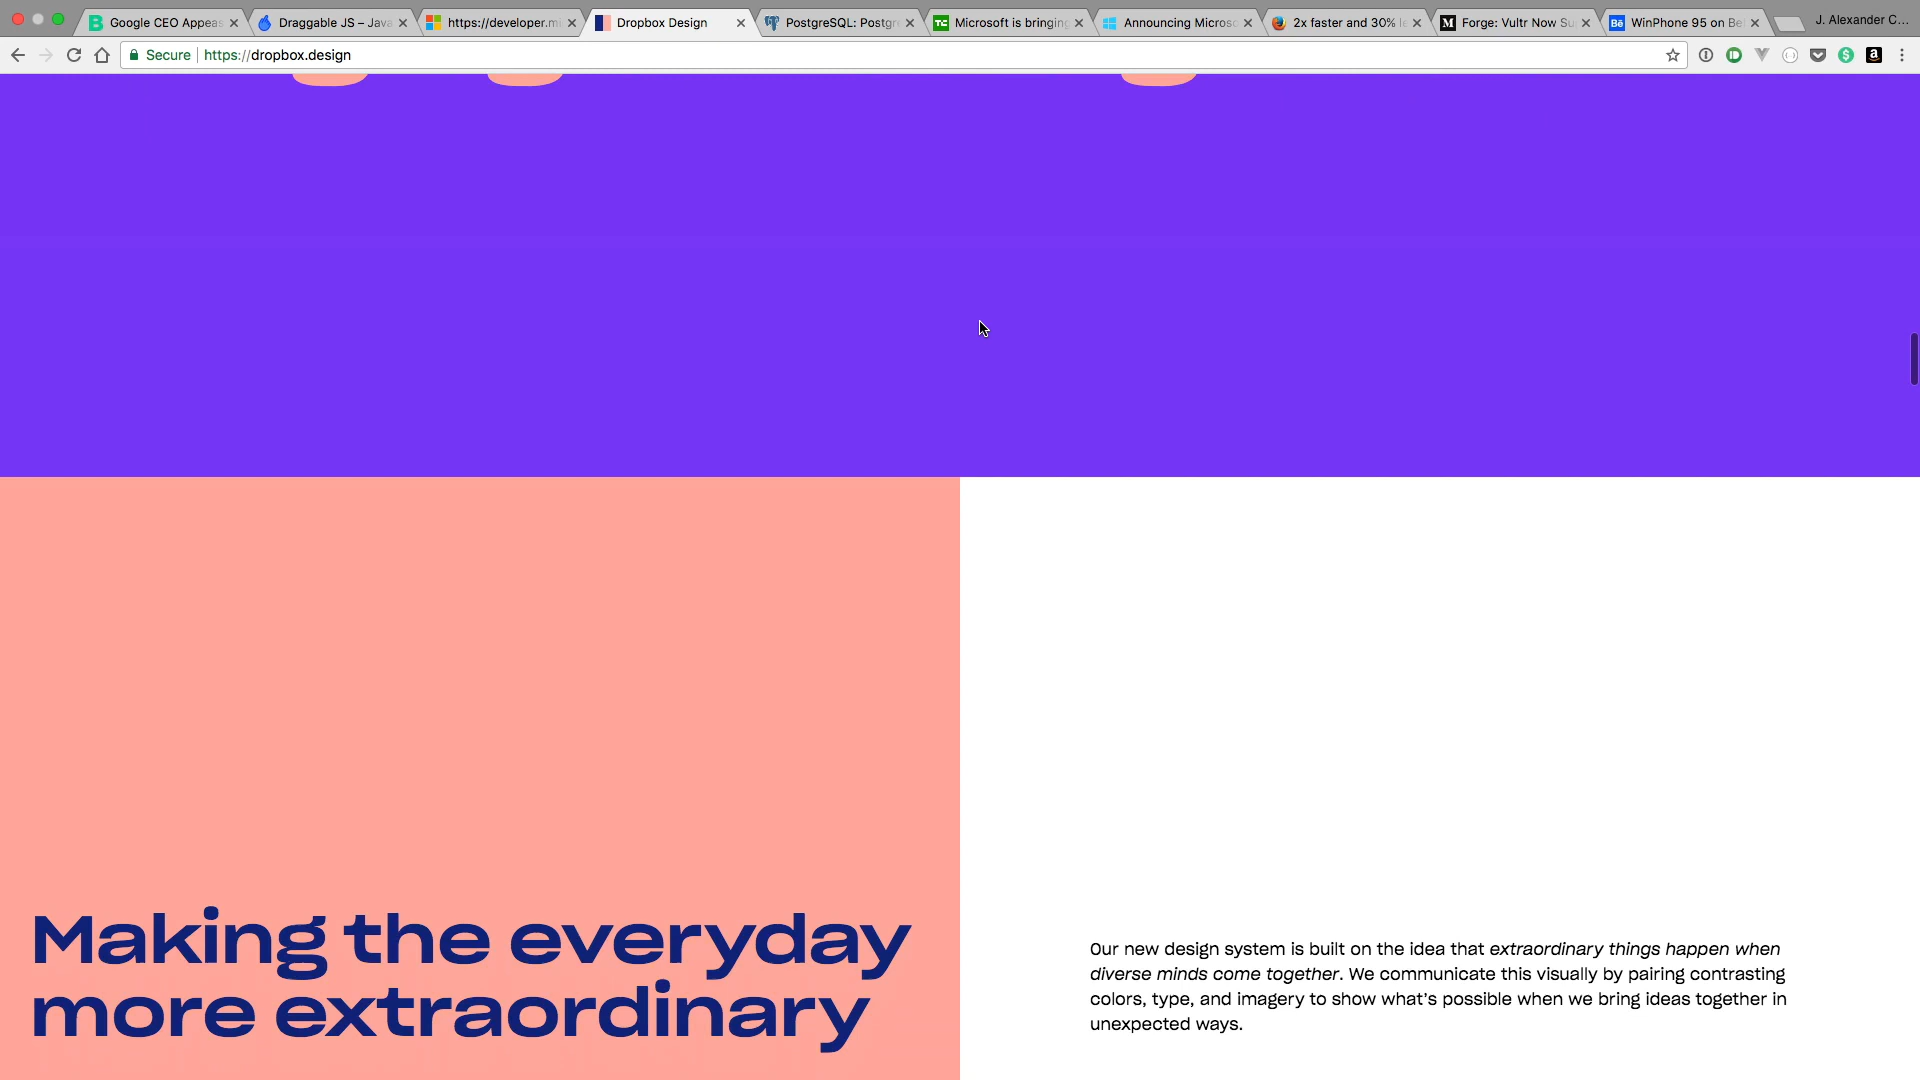 Google CEO Appeas
Draggable JS – Java
https://developer.m
Dropbox Design
PostgreSQL: Postgr
Microsoft is bringing
Announcing Microso
2x faster and 30% le
Forge: Vultr Now Su
WinPhone 95 on Be
J. Alexander C...
Secure
https://dropbox.design
Making the everyday
more extraordinary
Our new design system is built on the idea that extraordinary things happen when
diverse minds come together. We communicate this visually by pairing contrasting
colors, type, and imagery to show what's possible when we bring ideas together in
unexpected ways.